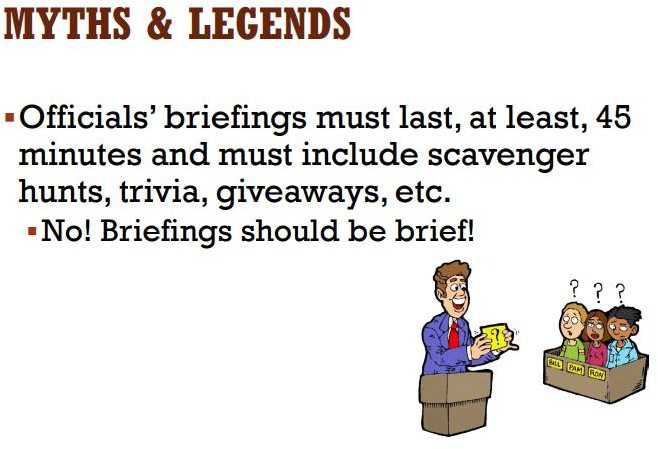 MYTHS & LEGENDS
▪Officials’ briefings must last, at least, 45
minutes and must include scavenger
hunts, trivia, giveaways, etc.
▪No! Briefings should be brief!
? ? ?
?
BILL PAM RON